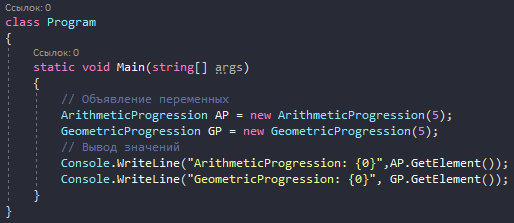 Ссылок: 0
class Program
{
Ссылок: 0
static void Main(string[] args)
{
// Объявление переменных
ArithmeticProgression AP = new ArithmeticProgression(5);
GeometricProgression GP = new GeometricProgression(5);
// Вывод значений
Console.WriteLine("ArithmeticProgression: {0}",AP.GetElement());
Console.WriteLine("GeometricProgression: {0}", GP.GetElement());
}
}